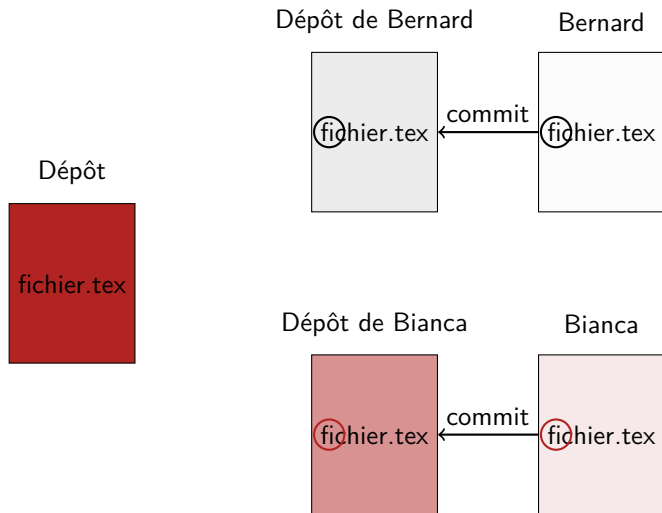 Dépôt de Bernard
Bernard
fichier.tex
commit
fichier.tex
Dépôt
fichier.tex
Dépôt de Bianca
Bianca
fichier.tex
commit
fichier.tex